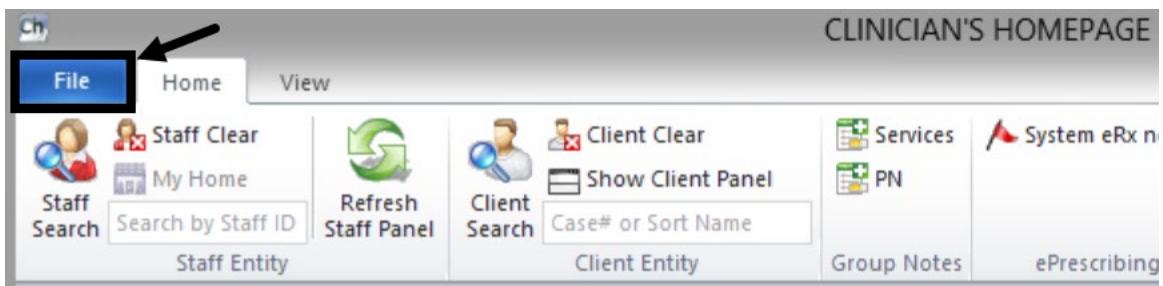 Ch
CLINICIAN'S HOMEPAGE
File
Home
View
Staff Search
Staff Clear
My Home
Search by Staff ID
Refresh Staff Panel
Staff Entity
Client Search
Client Clear
Show Client Panel
Case# or Sort Name
Client Entity
Services
PN
Group Notes
System eRx n
ePrescribing